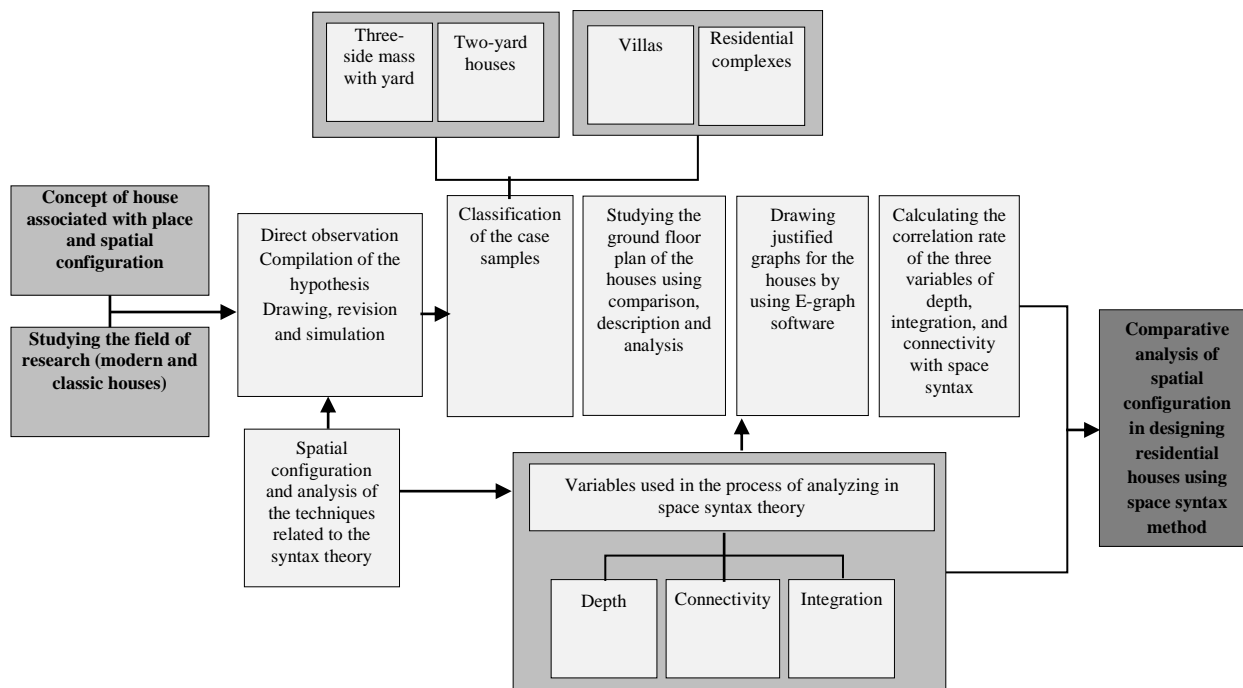 Three-
side mass
with yard
Two-yard
houses
Villas
Residential
complexes
Concept of house
associated with place
and spatial
configuration
Studying the field of
research (modern and
classic houses)
Direct observation
Compilation of the
hypothesis
Drawing, revision
and simulation
Classification
of the case
samples
Studying the
ground floor
plan of the
houses using
comparison,
description and
analysis
Drawing
justified
graphs for the
houses by
using E-graph
software
Calculating the
correlation rate
of the three
variables of
depth,
integration, and
connectivity
with space
syntax
Comparative
analysis of
spatial
configuration
in designing
residential
houses using
space syntax
method
Spatial
configuration
and analysis of
the techniques
related to the
syntax theory
Variables used in the process of analyzing in
space syntax theory
Depth
Connectivity
Integration